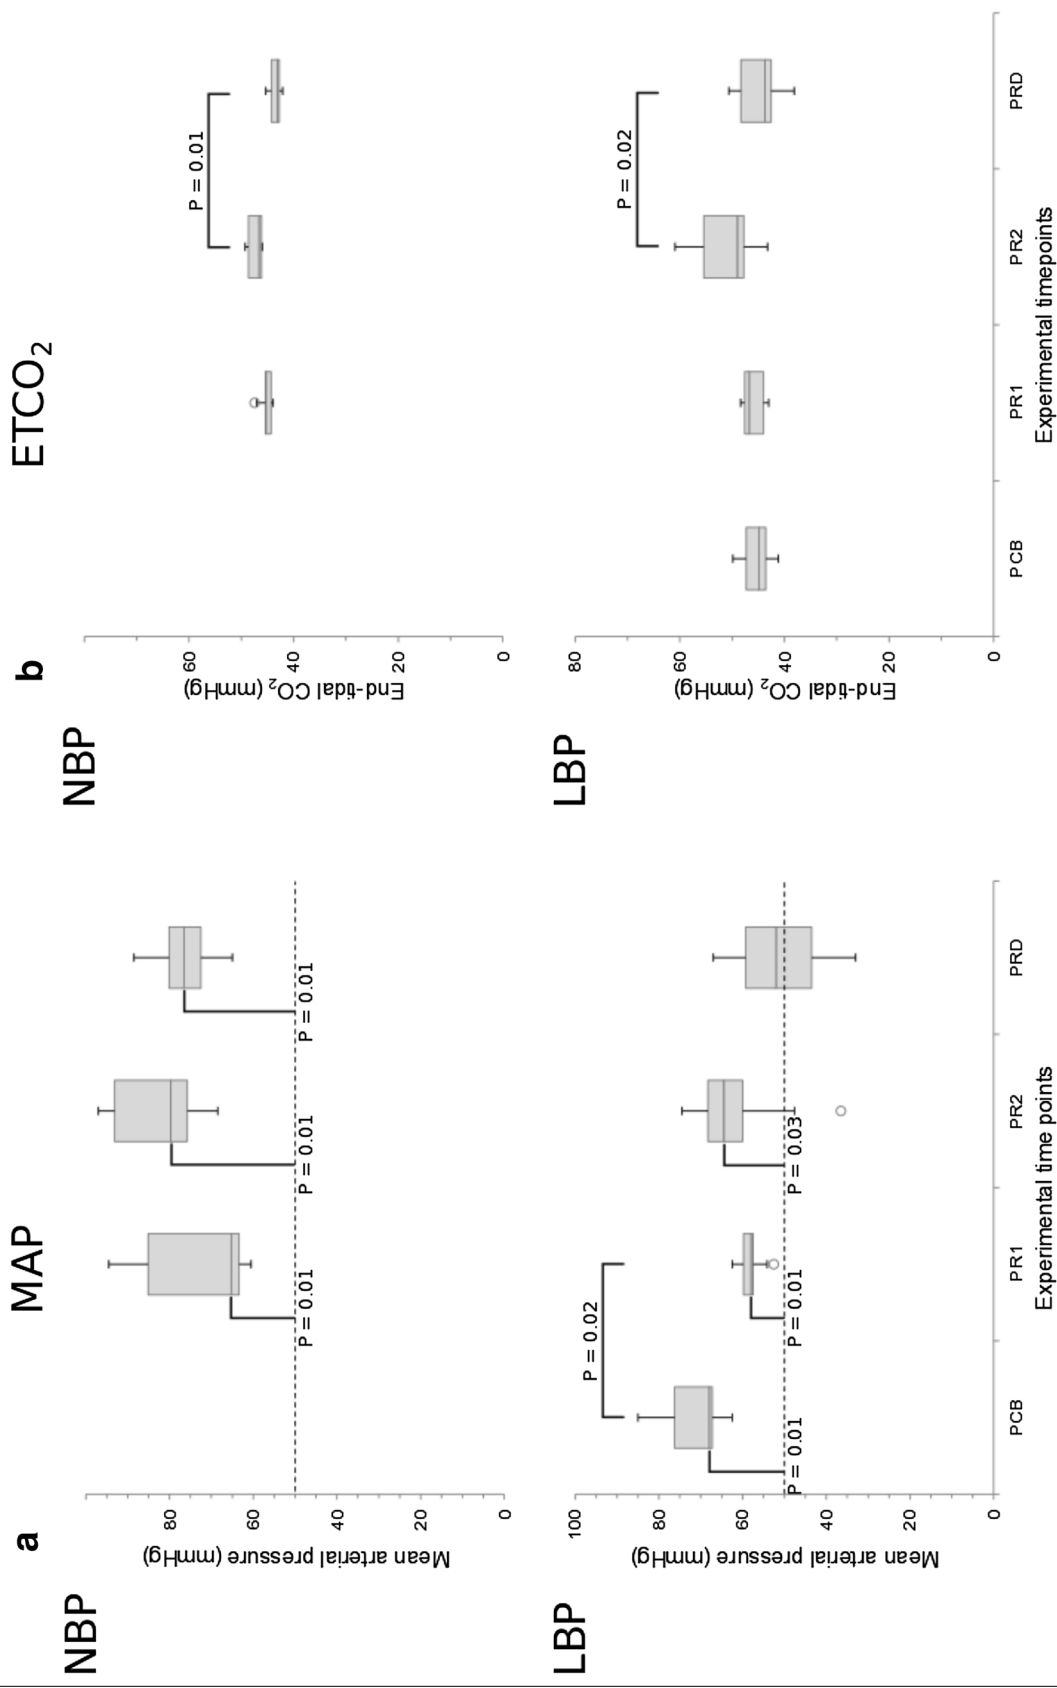 a
MAP
NBP
Mean arterial pressure (mmHg)
80
60
40
20
0
P = 0.01
P = 0.01
P = 0.01
LBP
Mean arterial pressure (mmHg)
100
80
60
40
20
0
P = 0.02
P = 0.01
P = 0.01
P = 0.03
PCB
PR1
PR2
PRD
Experimental time points
b
ETCO2
NBP
End-tidal CO2 (mmHg)
60
40
20
0
P = 0.01
LBP
End-tidal CO2 (mmHg)
80
60
40
20
0
P = 0.02
PCB
PR1
PR2
PRD
Experimental timepoints